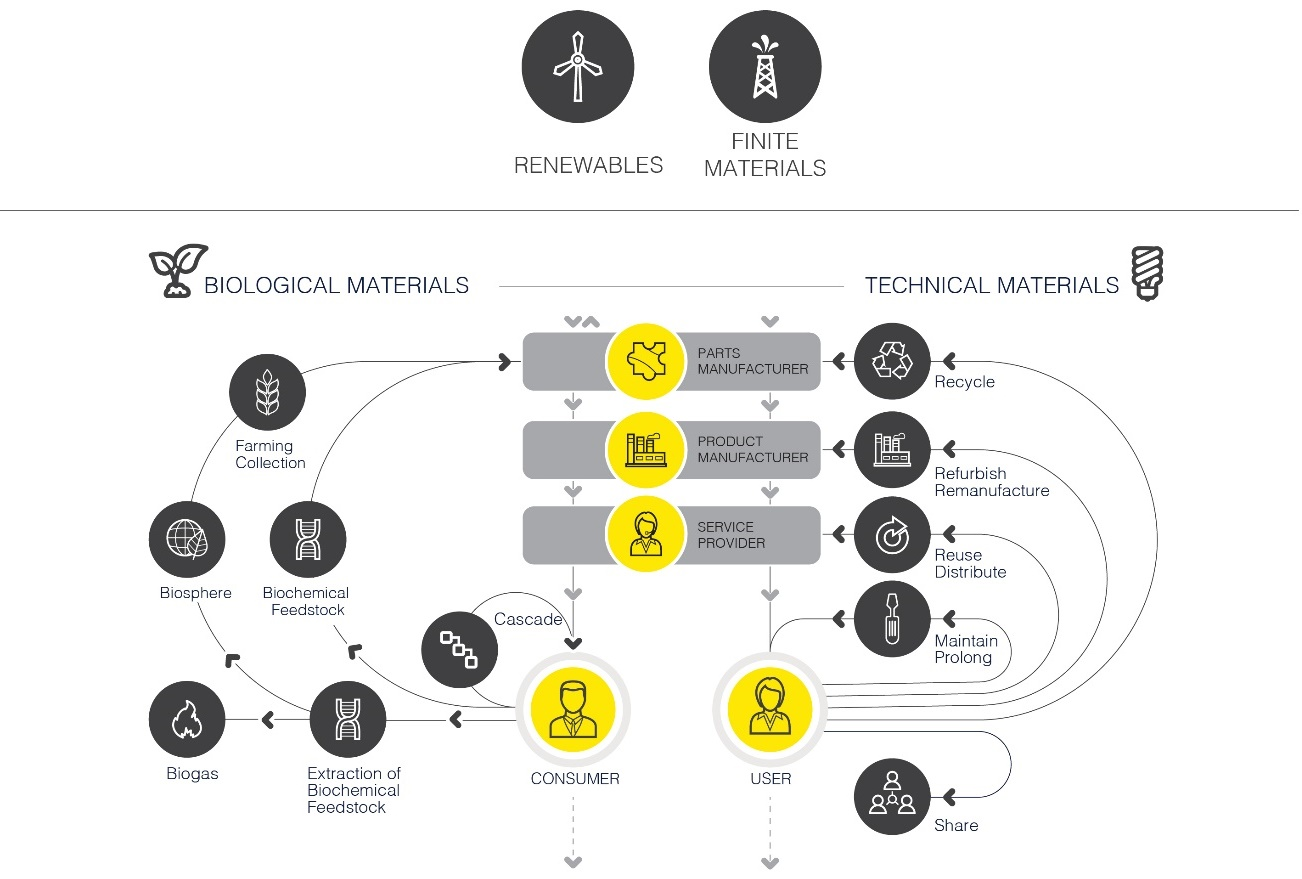 RENEWABLES
FINITE
MATERIALS
BIOLOGICAL MATERIALS
TECHNICAL MATERIALS
PARTS
MANUFACTURER
Recycle
Farming
Collection
PRODUCT
MANUFACTURER
Refurbish
Remanufacture
SERVICE
PROVIDER
Reuse
Distribute
Biosphere
Biochemical
Feedstock
Cascade
Maintain
Prolong
Biogas
Extraction of
Biochemical
Feedstock
CONSUMER
USER
Share